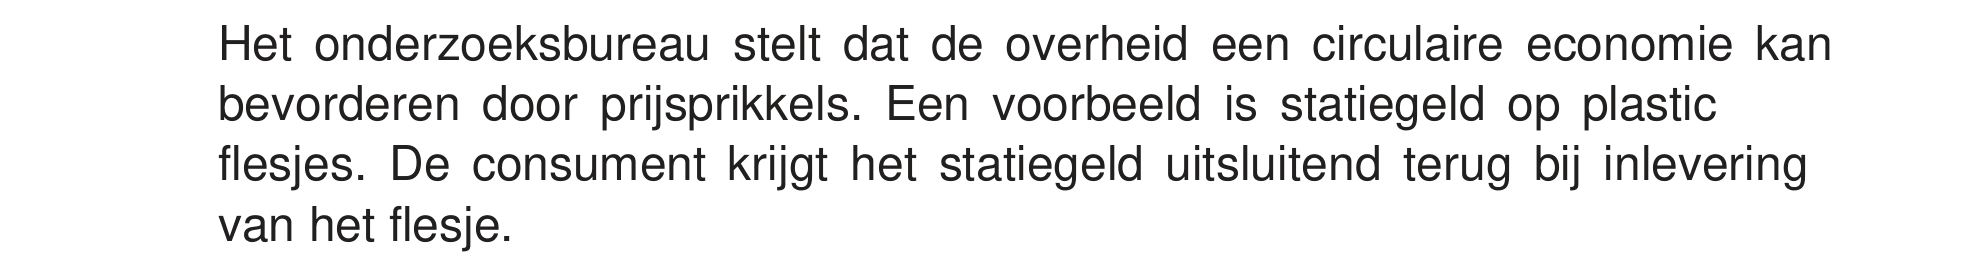 Het onderzoeksbureau stelt dat de overheid een circulaire economie kan
bevorderen door prijsprikkels. Een voorbeeld is statiegeld op plastic
flesjes. De consument krijgt het statiegeld uitsluitend terug bij inlevering
van het flesje.